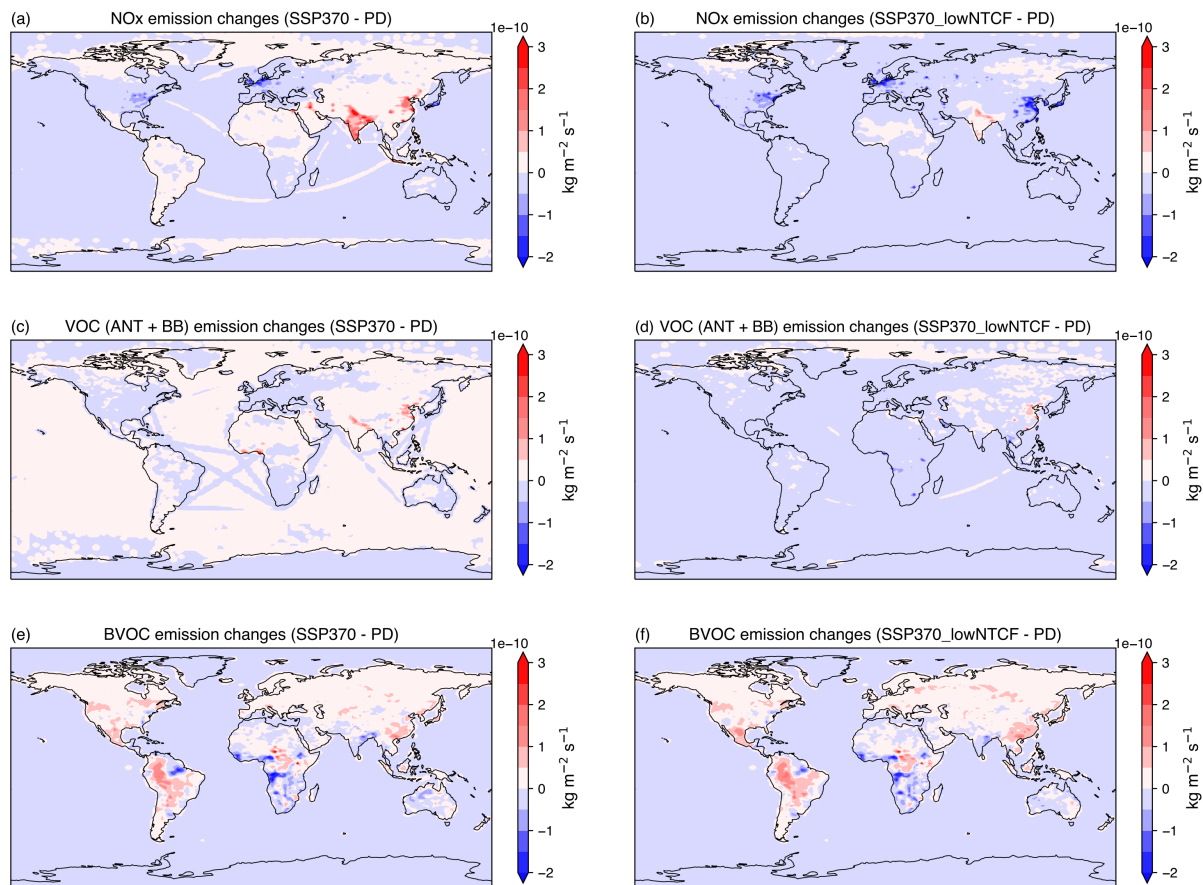 (a) NOx emission changes (SSP370 - PD)
1e−10
3
2
1
0
−1
−2
kg m−2 s−1
(b) NOx emission changes (SSP370_lowNTCF - PD)
1e−10
3
2
1
0
−1
−2
kg m−2 s−1
(c) VOC (ANT + BB) emission changes (SSP370 - PD)
1e−10
3
2
1
0
−1
−2
kg m−2 s−1
(d) VOC (ANT + BB) emission changes (SSP370_lowNTCF - PD)
1e−10
3
2
1
0
−1
−2
kg m−2 s−1
(e) BVOC emission changes (SSP370 - PD)
1e−10
3
2
1
0
−1
−2
kg m−2 s−1
(f) BVOC emission changes (SSP370_lowNTCF - PD)
1e−10
3
2
1
0
−1
−2
kg m−2 s−1